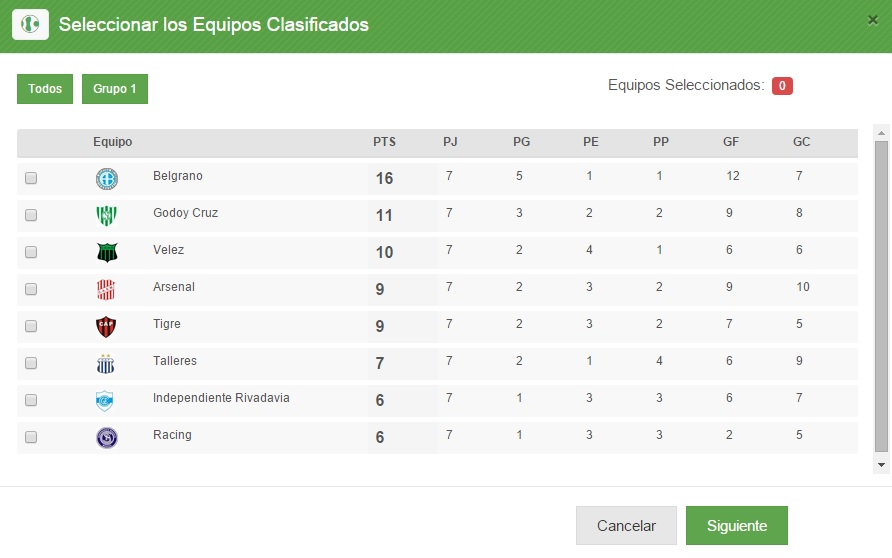 Seleccionar los Equipos Clasificados
×
Todos Grupo 1 Equipos Seleccionados: 0
Equipo PTS PJ PG PE PP GF GC
Belgrano 16 7 5 1 1 12 7
Godoy Cruz 11 7 3 2 2 9 8
Velez 10 7 2 4 1 6 6
Arsenal 9 7 2 3 2 9 10
Tigre 9 7 2 3 2 7 5
Talleres 7 7 2 1 4 6 9
Independiente Rivadavia 6 7 1 3 3 6 7
Racing 6 7 1 3 3 2 5
Cancelar Siguiente